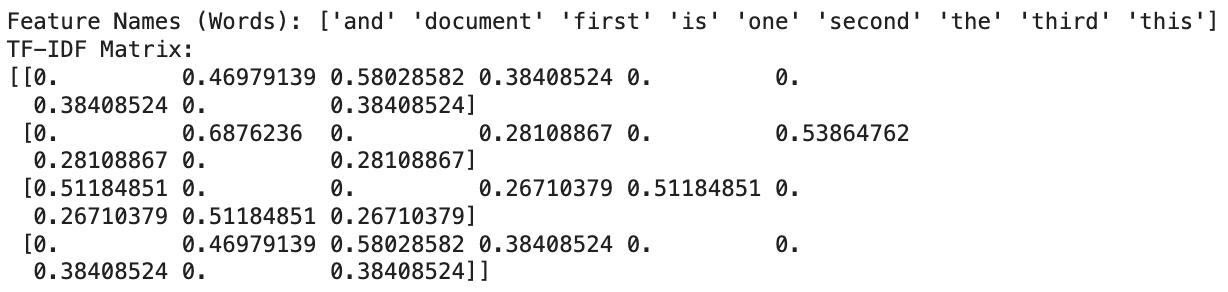 Feature Names (Words): ['and' 'document' 'first' 'is' 'one' 'second' 'the' 'third' 'this']
TF-IDF Matrix:
[[0.         0.46979139 0.58028582 0.38408524 0.         0.
  0.38408524 0.         0.38408524]
 [0.         0.6876236  0.         0.28108867 0.         0.53864762
  0.28108867 0.         0.28108867]
 [0.51184851 0.         0.         0.26710379 0.51184851 0.
  0.26710379 0.51184851 0.26710379]
 [0.         0.46979139 0.58028582 0.38408524 0.         0.
  0.38408524 0.         0.38408524]]